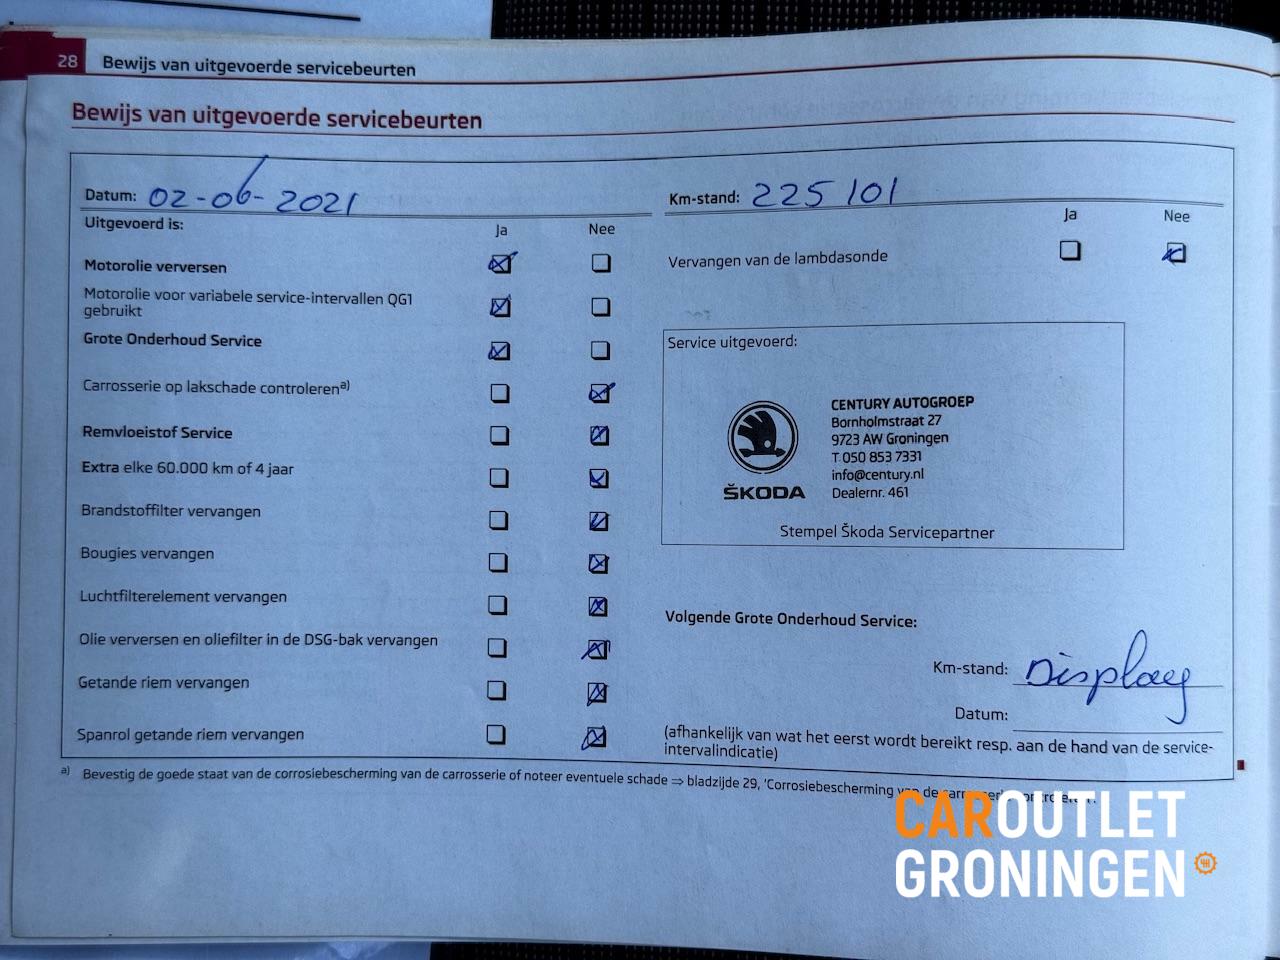 28 Bewijs van uitgevoerde servicebeurten
Bewijs van uitgevoerde servicebeurten
Datum: 02-06-2021
Uitgevoerd is:
Ja Nee
Motorolie verversen
Motorolie voor variabele service-intervallen QG1
gebruikt
Grote Onderhoud Service
Carrosserie op lakschade controleren a)
Remvloeistof Service
Extra elke 60.000 km of 4 jaar
Brandstoffilter vervangen
Bougies vervangen
Luchtfilterelement vervangen
Olie verversen en oliefilter in de DSG-bak vervangen
Getande riem vervangen
Spanrol getande riem vervangen
Km-stand: 225 101
Ja Nee
Vervangen van de lambdasonde
Service uitgevoerd:
ŠKODA
CENTURY AUTOGROEP
Bornholmstraat 27
9723 AW Groningen
T 050 853 7331
info@century.nl
Dealernr. 461
Stempel Škoda Servicepartner
Volgende Grote Onderhoud Service:
Km-stand: Display
Datum:
(afhankelijk van wat het eerst wordt bereikt resp. aan de hand van de service-
intervalindicatie)
a) Bevestig de goede staat van de corrosiebescherming van de carrosserie of noteer eventuele schade ⇒ bladzijde 29, 'Corrosiebescherming van de carrosserie controleren'.
CAROUTLET
GRONINGEN